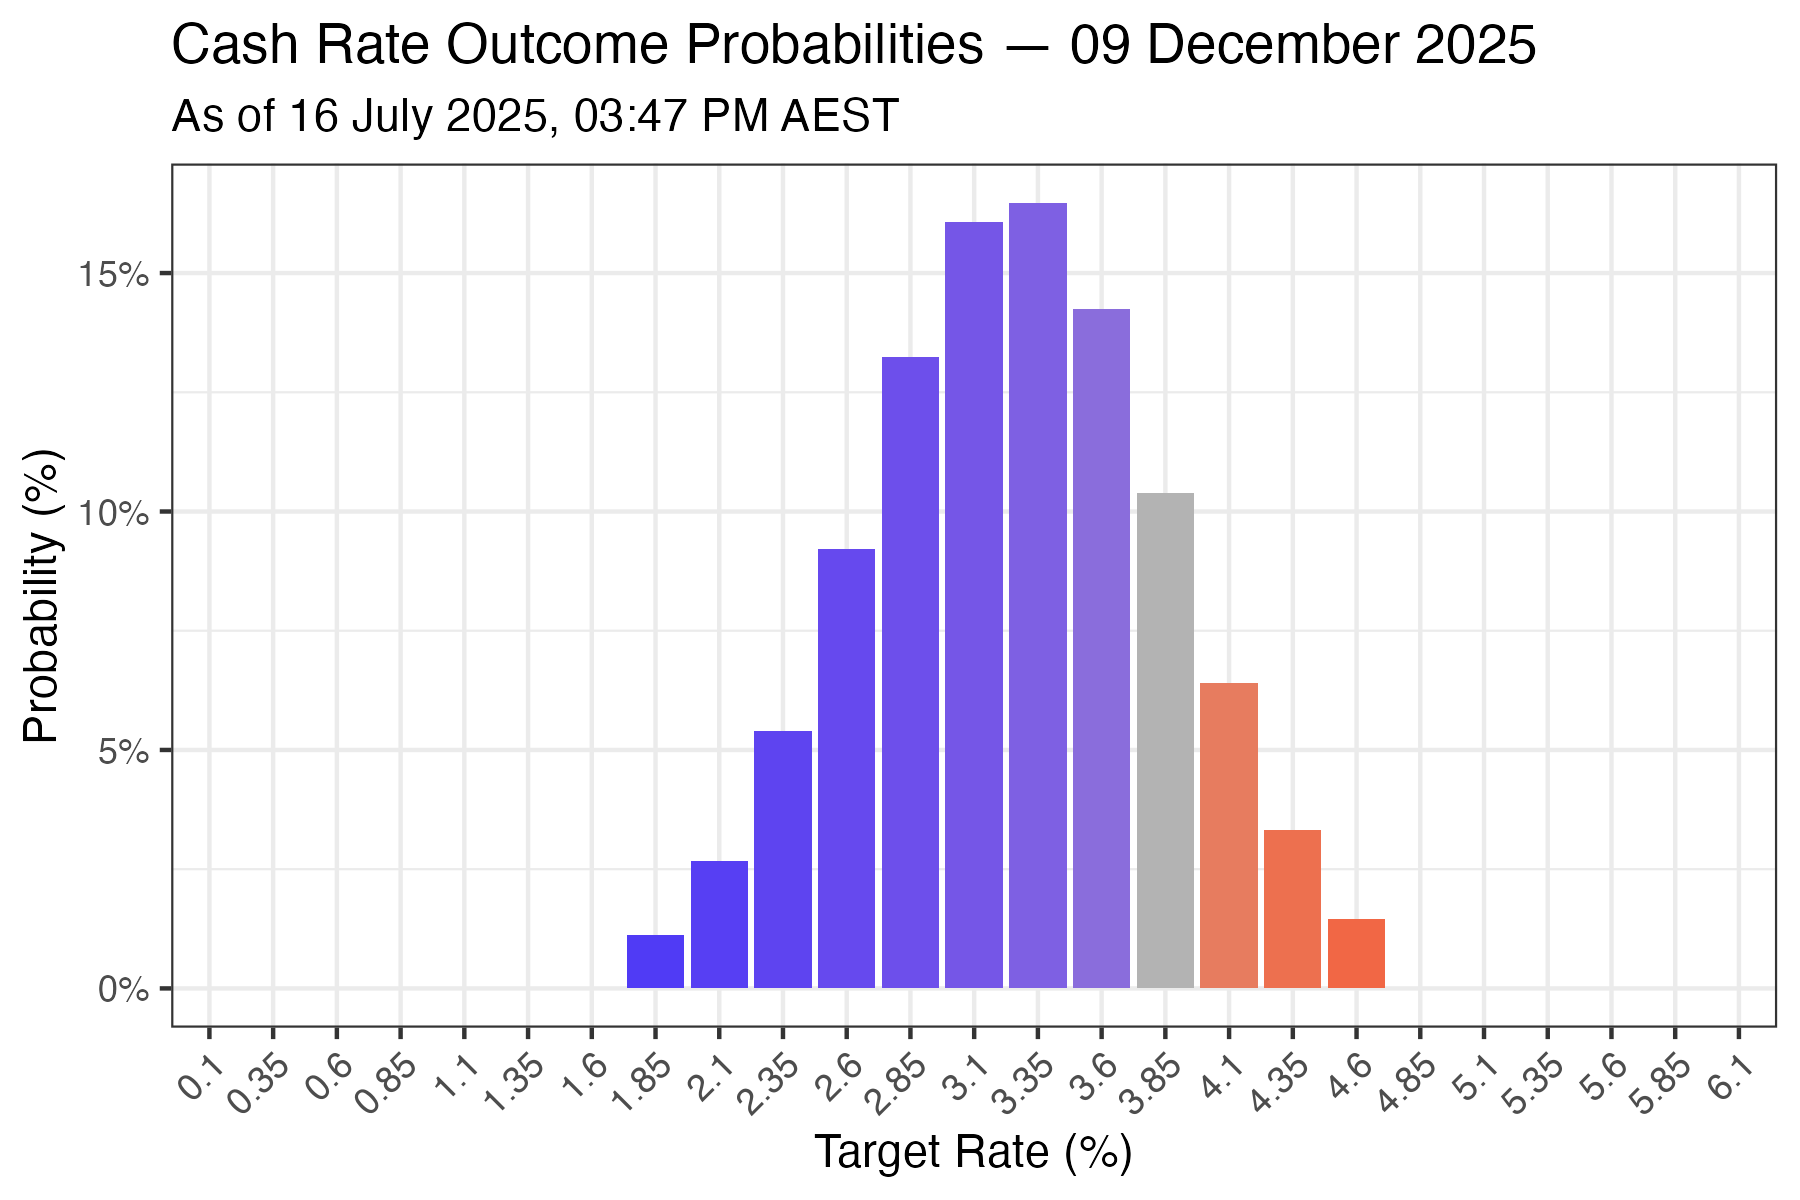 Cash Rate Outcome Probabilities — 09 December 2025
As of 16 July 2025, 03:47 PM AEST
Probability (%)
15%
10%
5%
0%
0.1 0.35 0.6 0.85 1.1 1.35 1.6 1.85 2.1 2.35 2.6 2.85 3.1 3.35 3.6 3.85 4.1 4.35 4.6 4.85 5.1 5.35 5.6 5.85 6.1
Target Rate (%)